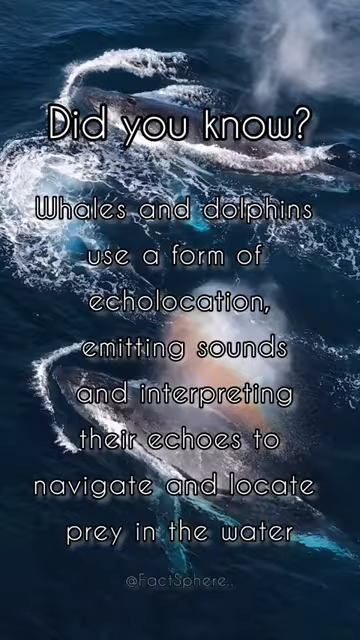 Did you know?
Whales and dolphins
use a form of
echolocation,
emitting sounds
and interpreting
their echoes to
navigate and locate
prey in the water
@FactSphere..